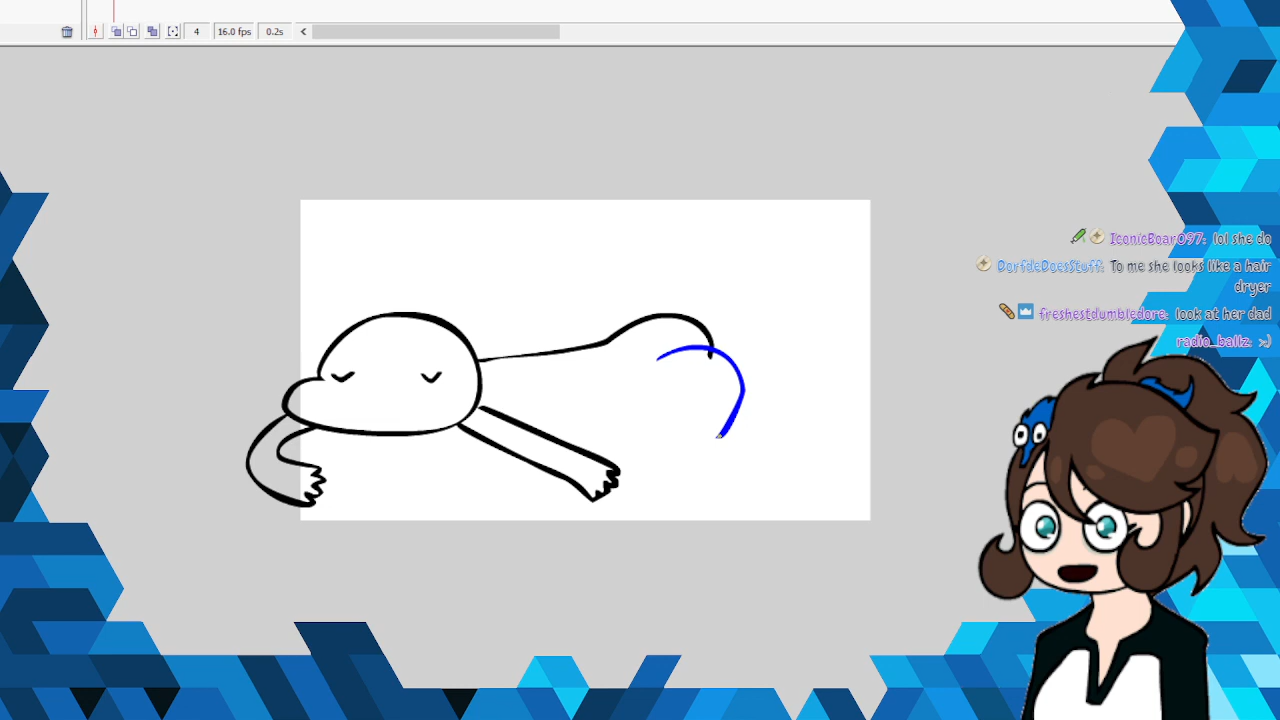 4 16.0 fps 0.2s
IconicBoar097: lol she do
DorfdeDoesStuff: To me she looks like a hair
dryer
freshestdumbledore: look at her dad
radio_ballz: >;)